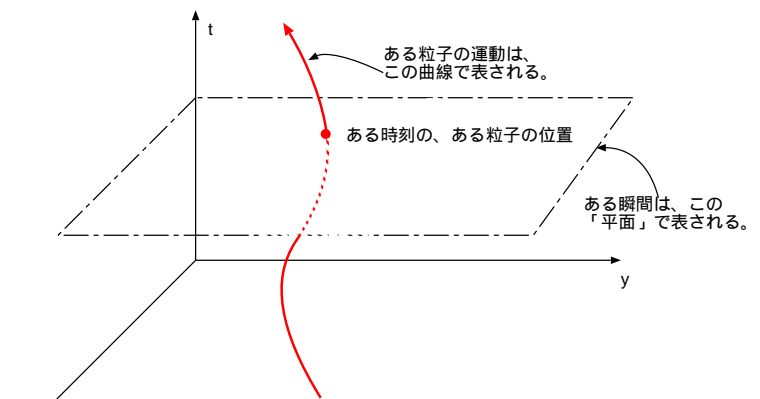 t
ある粒子の運動は、
この曲線で表される。
ある時刻の、ある粒子の位置
ある瞬間は、この
「平面」で表される。
y